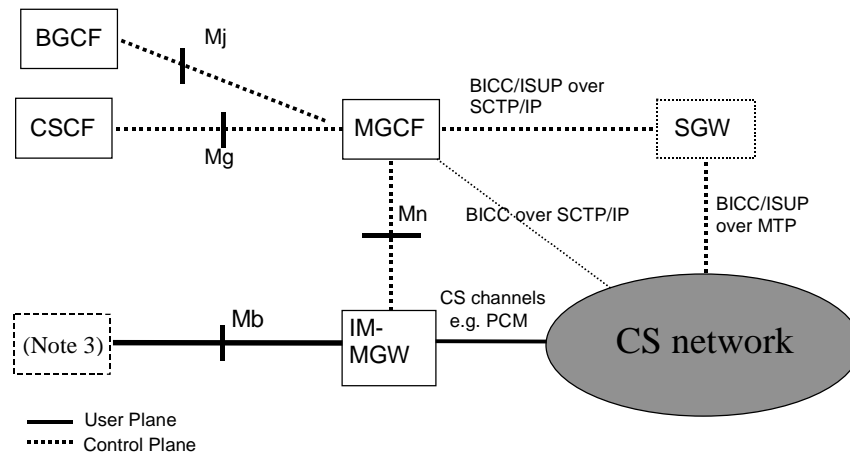 BGCF
Mj
BICC/ISUP over
SCTP/IP
CSCF
MGCF
SGW
Mg
Mn
BICC over SCTP/IP
BICC/ISUP
over MTP
CS channels
e.g. PCM
(Note 3)
Mb
IM-
MGW
CS network
User Plane
Control Plane